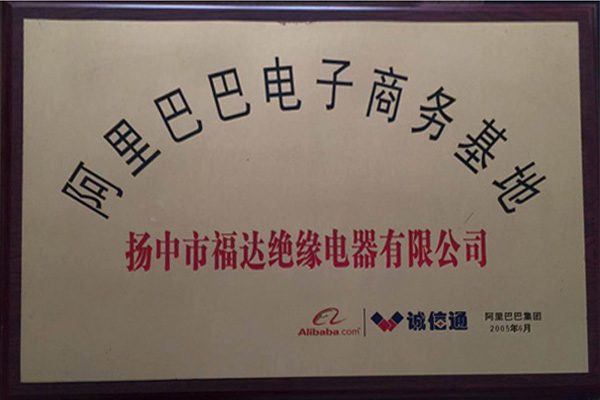 阿里巴巴电子商务基地
扬中市福达绝缘电器有限公司
Alibaba.com 诚信通 阿里巴巴集团
2005年6月